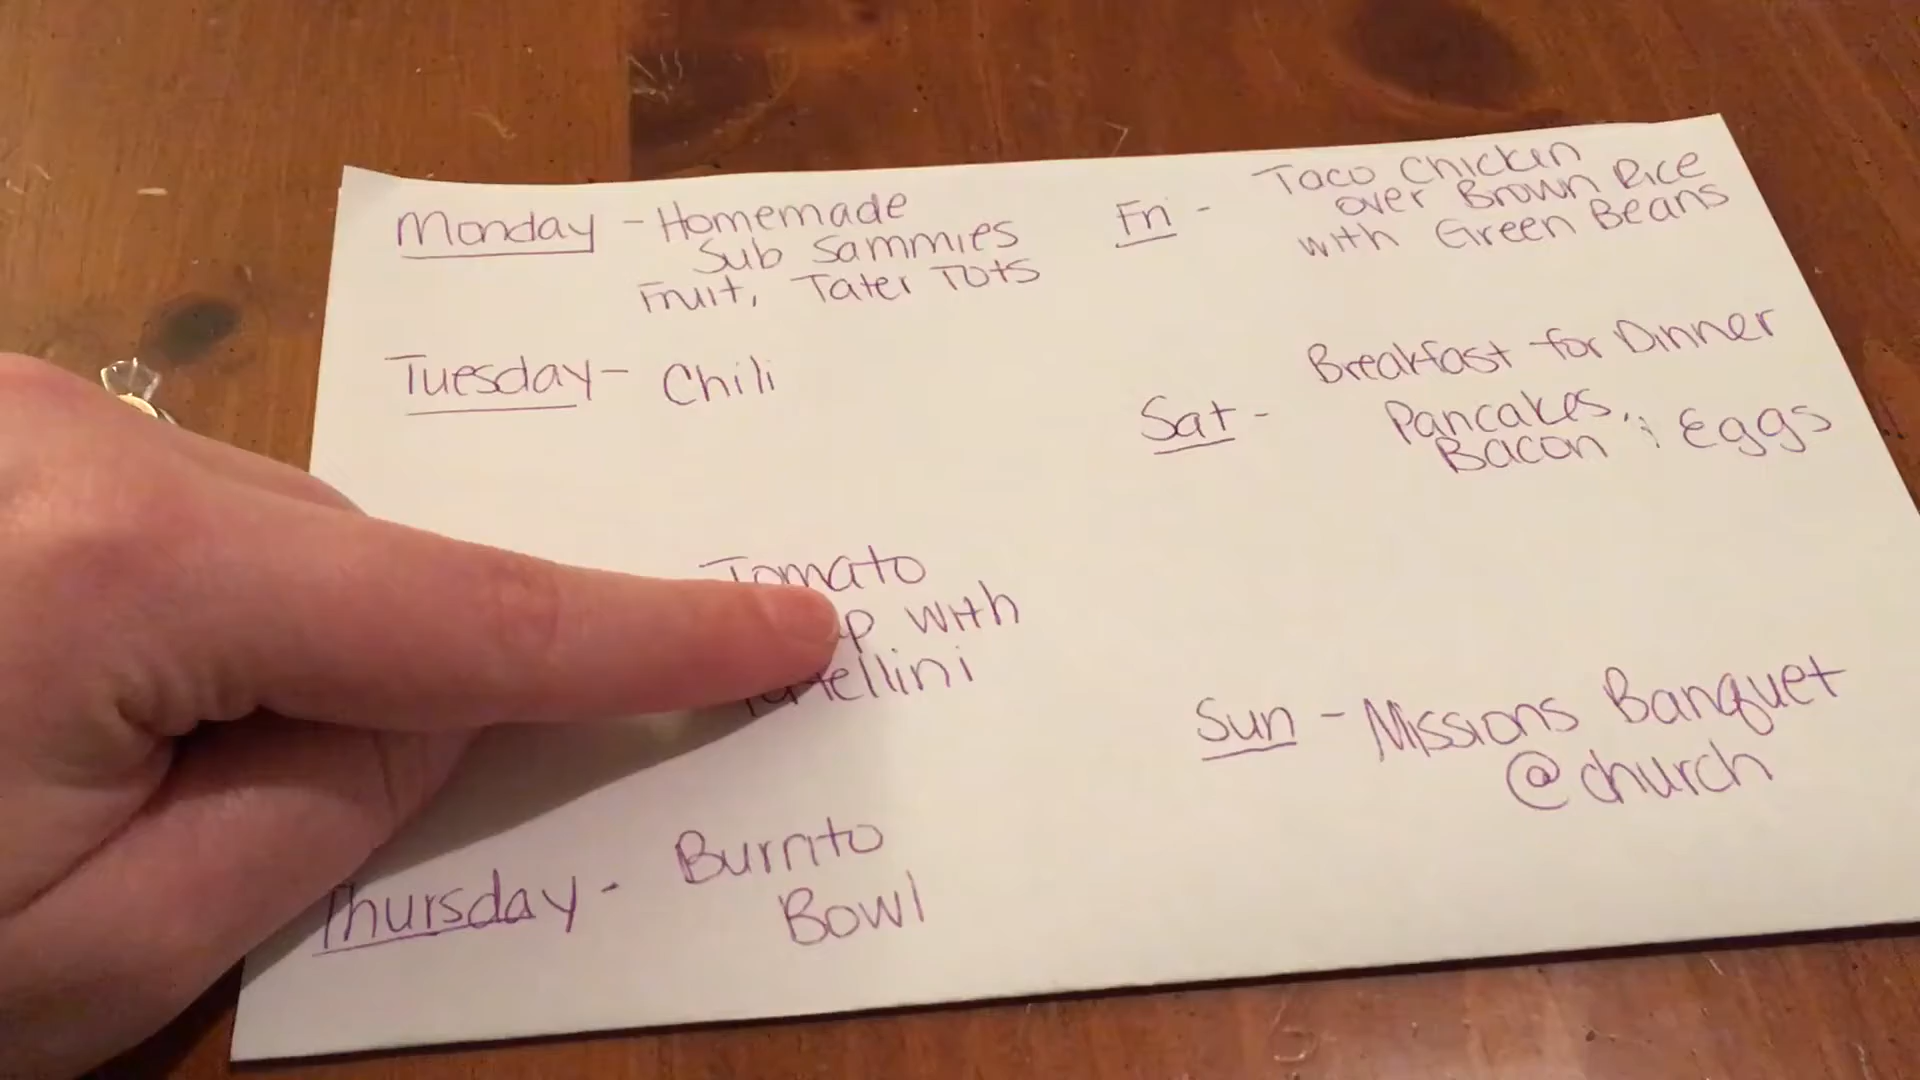 Monday - Homemade
Sub Sammies
Fruit, Tater Tots
Tuesday - Chili
Tomato
with
Thursday - Burrito
Bowl
Fri - Taco Chicken
over Brown Rice
with Green Beans
Breakfast for Dinner
Sat - Pancakes,
Bacon & Eggs
Sun - Missions Banquet
@church